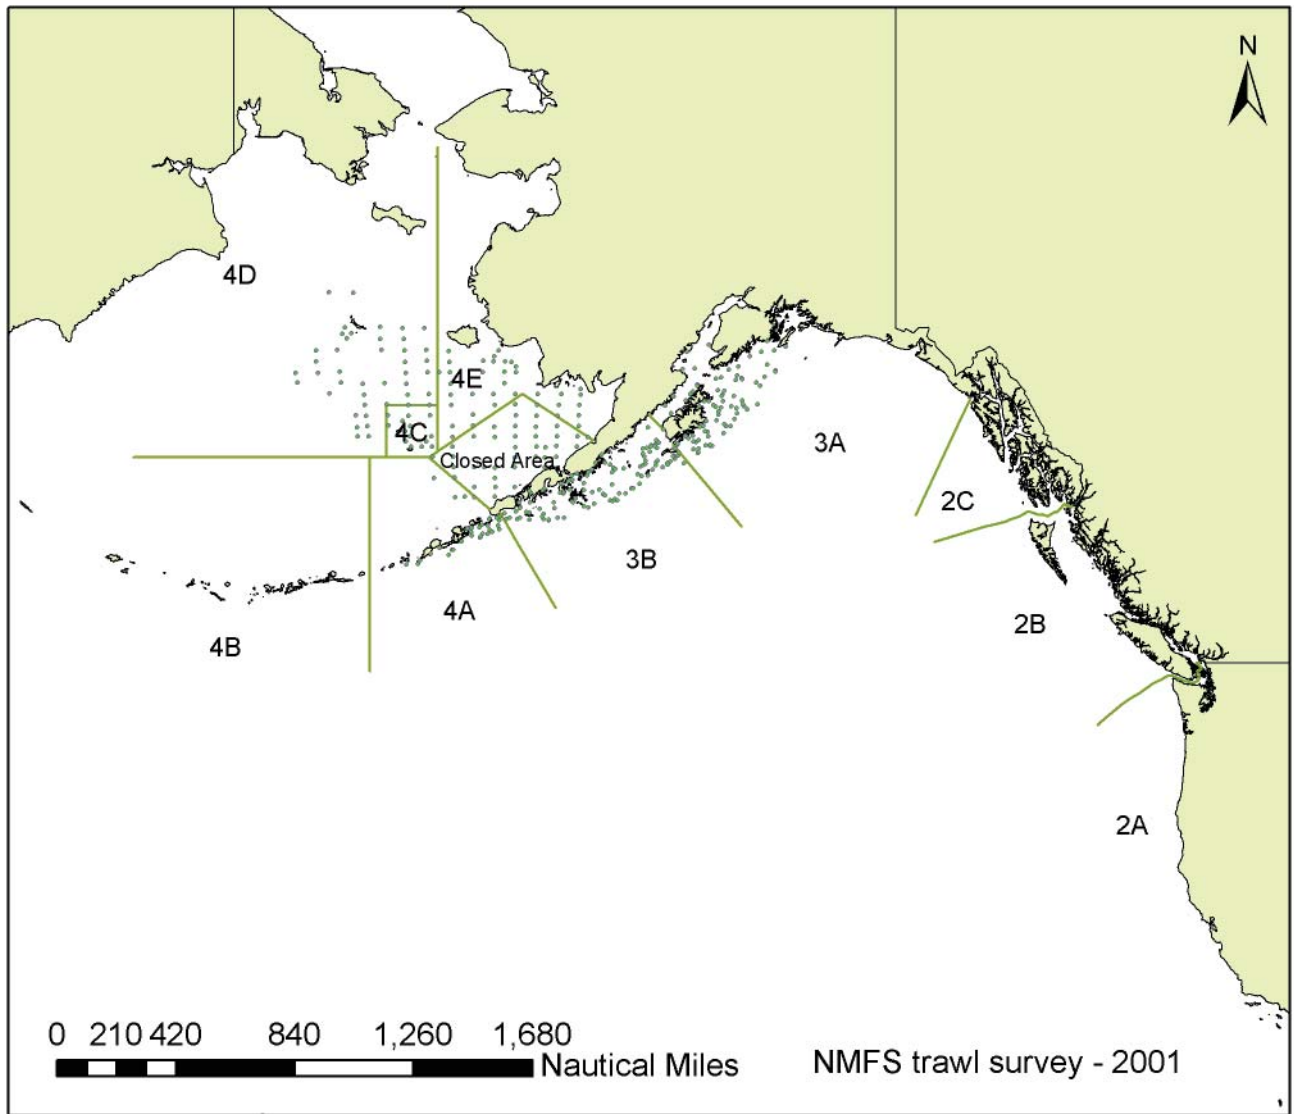 N
4D
4E
4C
Closed Area
3A
2C
3B
4A
2B
4B
2A
0 210 420 840 1,260 1,680
Nautical Miles
NMFS trawl survey - 2001